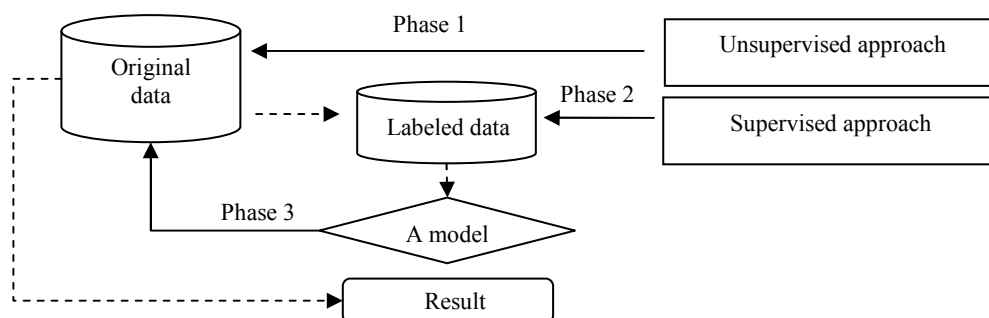 Phase 1
Unsupervised approach
Original
data
Phase 2
Labeled data
Supervised approach
Phase 3
A model
Result